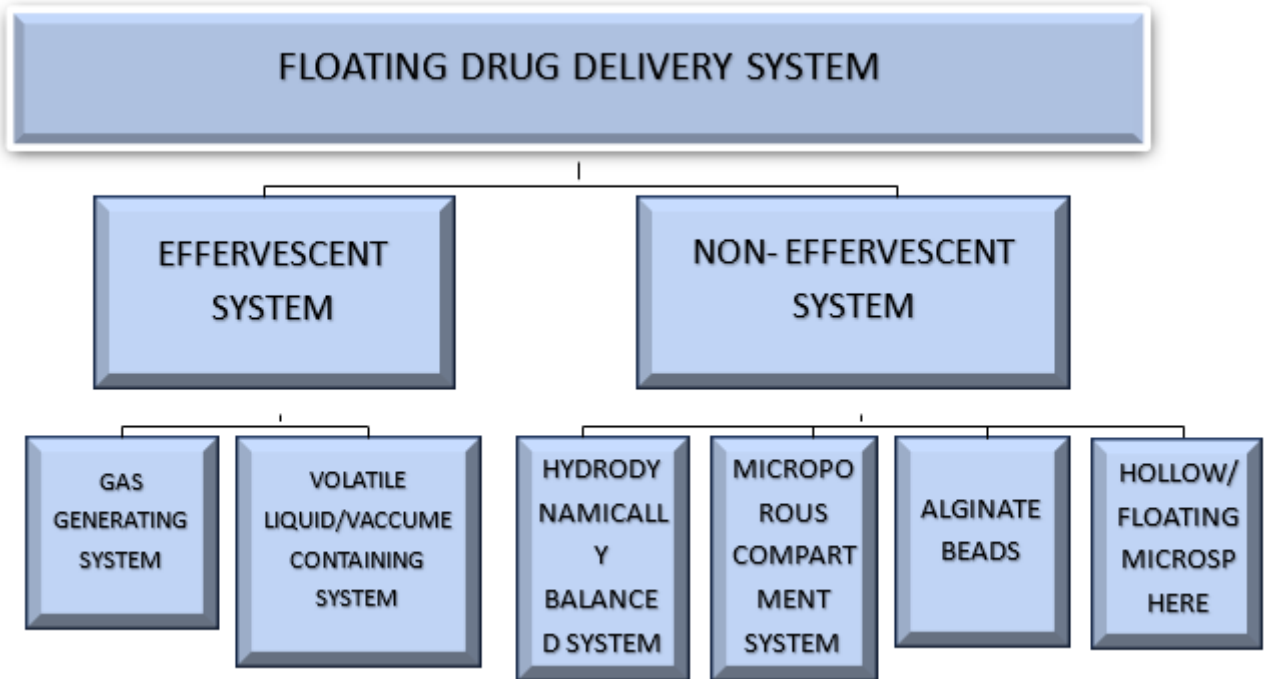 FLOATING DRUG DELIVERY SYSTEM
EFFERVESCENT
SYSTEM
NON- EFFERVESCENT
SYSTEM
GAS
GENERATING
SYSTEM
VOLATILE
LIQUID/VACCUME
CONTAINING
SYSTEM
HYDRODY
NAMICALL
Y
BALANCE
D SYSTEM
MICROPO
ROUS
COMPART
MENT
SYSTEM
ALGINATE
BEADS
HOLLOW/
FLOATING
MICROSP
HERE